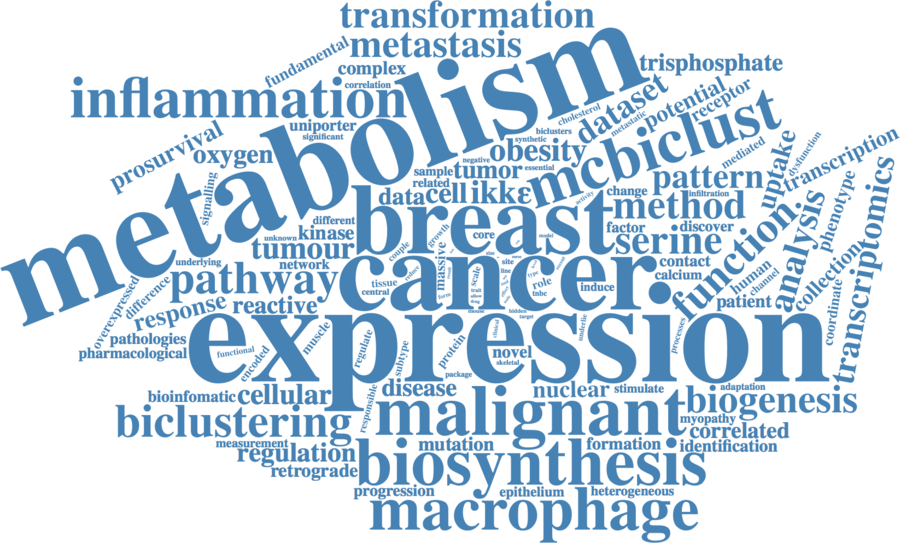 transformation
metastasis
fundamental
complex
correlation
trisphosphate
inflammation
metabolism
uniporter
significant
cholesterol
dataset
metastatic
potential
receptor
prosurvival
oxygen
biclusters
synthetic
obesity
mcbiclust
mediated
negative
essential
signalling
sample
tumor
related
data
cell
ikkε
activity
change
infiltration
pattern
uptake
dysfunction
transcription
different
kinase
unknown
tumour
network
underlying
breast
method
factor
discover
serine
function
analysis
phenotype
transcriptomics
couple
growth
core
model
massive
site
line
scale
type
role
tnbc
trait
allow
drug
contact
calcium
human
channel
collection
coordinate
pathway
tissue
central
cancer
induce
patient
overexpressed
difference
response
reactive
expression
mouse
hidden
target
clinical
underlie
processes
pathologies
pharmacological
functional
encoded
muscle
regulate
subtype
protein
novel
skeletal
package
bioinfomatic
cellular
responsible
disease
nuclear
stimulate
adaptation
biogenesis
biclustering
malignant
myopathy
correlated
measurement
regulation
mutation
formation
identification
retrograde
biosynthesis
progression
epithelium
heterogeneous
macrophage